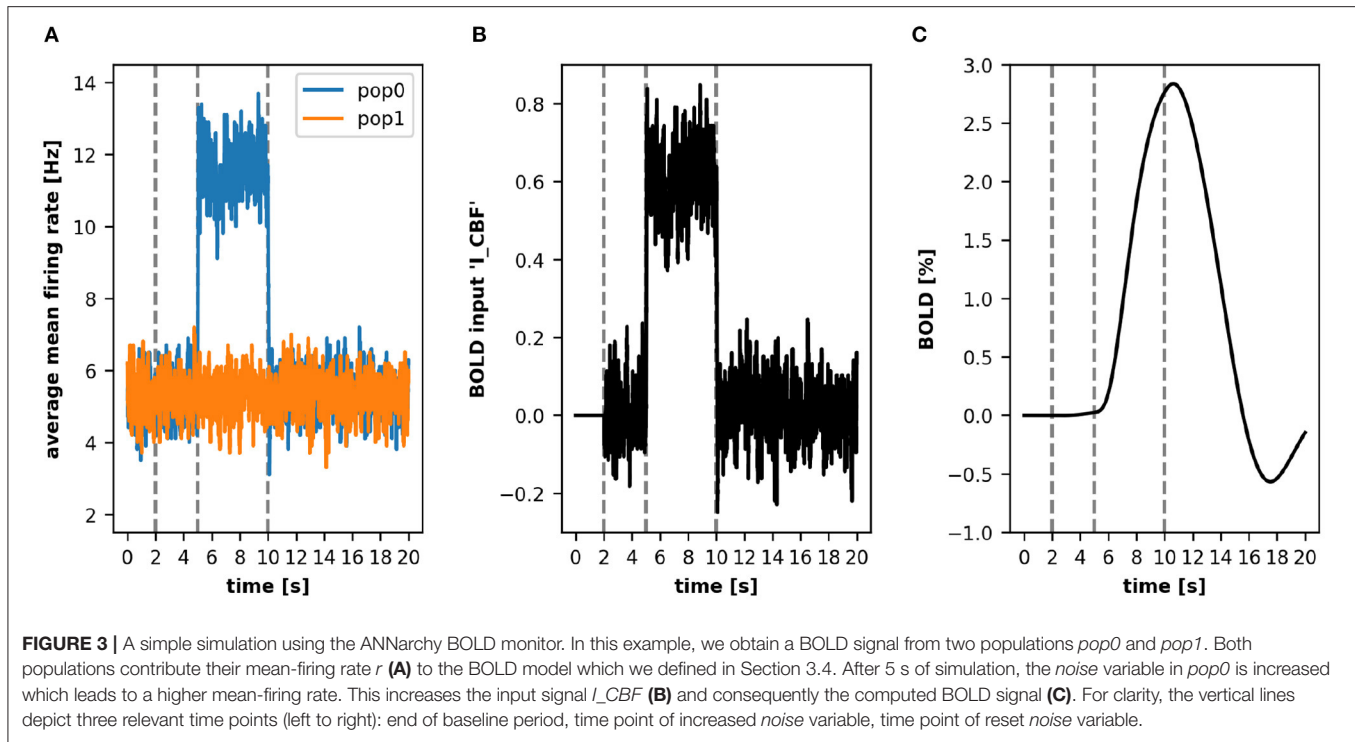 A
B
C
14
12
10
8
6
4
2
average mean firing rate [Hz]
pop0
pop1
0 2 4 6 8 10 12 14 16 18 20
time [s]
0.8
0.6
0.4
0.2
0.0
−0.2
BOLD input 'I_CBF'
0 2 4 6 8 10 12 14 16 18 20
time [s]
3.0
2.5
2.0
1.5
1.0
0.5
0.0
−0.5
−1.0
BOLD [%]
0 2 4 6 8 10 12 14 16 18 20
time [s]
FIGURE 3 | A simple simulation using the ANNarchy BOLD monitor. In this example, we obtain a BOLD signal from two populations pop0 and pop1. Both
populations contribute their mean-firing rate r (A) to the BOLD model which we defined in Section 3.4. After 5 s of simulation, the noise variable in pop0 is increased
which leads to a higher mean-firing rate. This increases the input signal I_CBF (B) and consequently the computed BOLD signal (C). For clarity, the vertical lines
depict three relevant time points (left to right): end of baseline period, time point of increased noise variable, time point of reset noise variable.